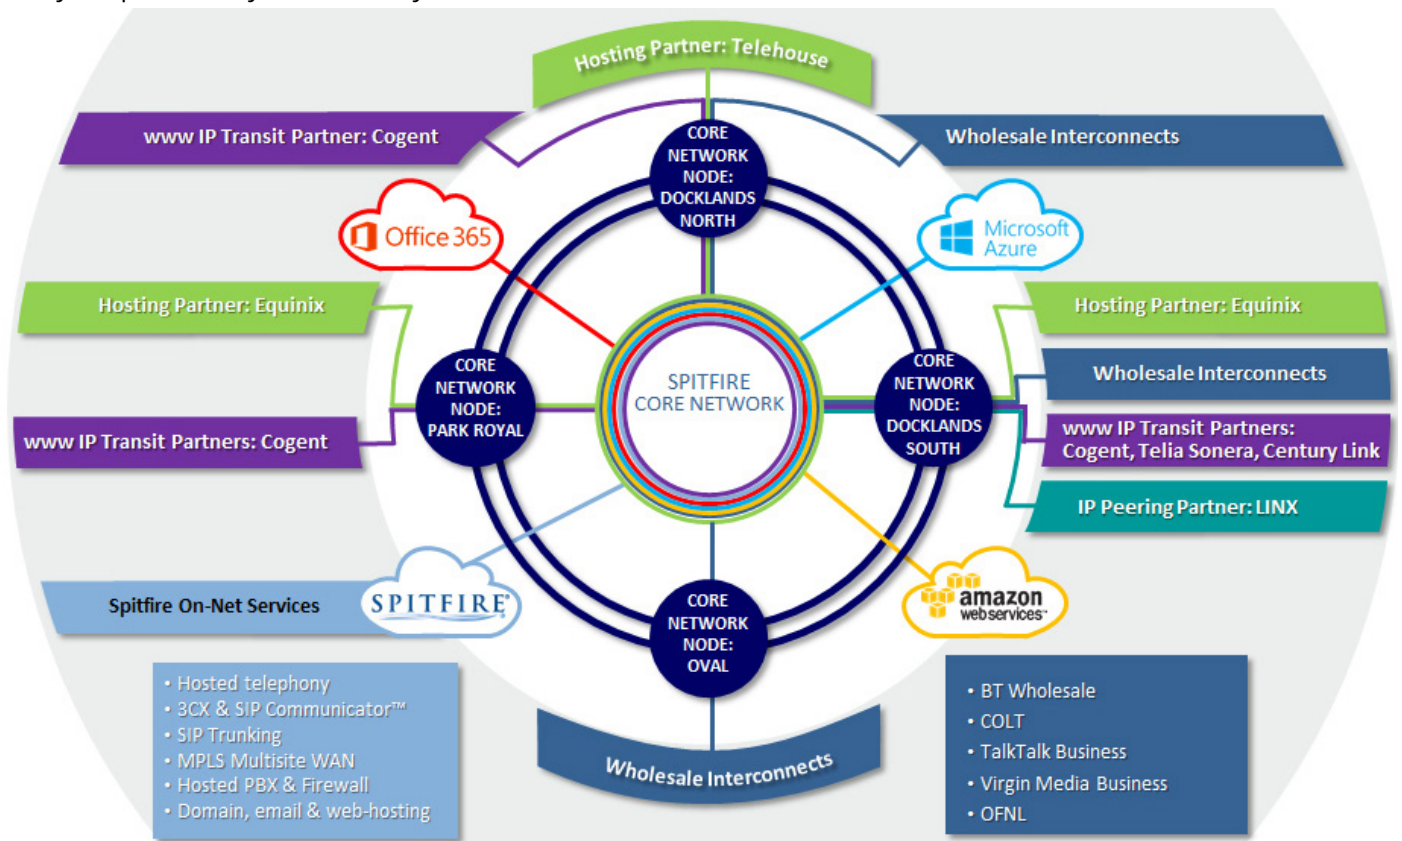 Hosting Partner: Telehouse
www IP Transit Partner: Cogent
Wholesale Interconnects
CORE
NETWORK
NODE:
DOCKLANDS
NORTH
Office 365
Microsoft
Azure
Hosting Partner: Equinix
Hosting Partner: Equinix
CORE
NETWORK
NODE:
PARK ROYAL
SPITFIRE
CORE NETWORK
CORE
NETWORK
NODE:
DOCKLANDS
SOUTH
Wholesale Interconnects
www IP Transit Partners: Cogent
www IP Transit Partners:
Cogent, Telia Sonera, Century Link
IP Peering Partner: LINX
Spitfire On-Net Services
SPITFIRE®
CORE
NETWORK
NODE:
OVAL
amazon
webservices™
• Hosted telephony
• 3CX & SIP Communicator™
• SIP Trunking
• MPLS Multisite WAN
• Hosted PBX & Firewall
• Domain, email & web-hosting
Wholesale Interconnects
• BT Wholesale
• COLT
• TalkTalk Business
• Virgin Media Business
• OFNL